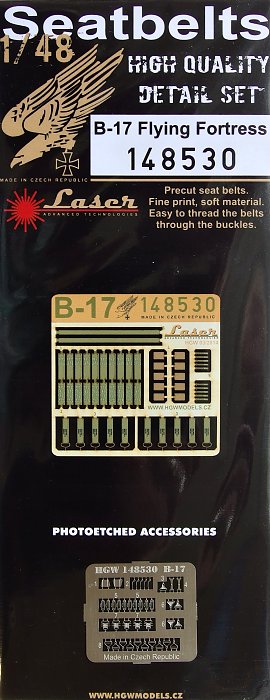 Seatbelts
1/48
HIGH QUALITY
DETAIL SET
B-17 Flying Fortress
148530
MADE IN CZECH REPUBLIC
Laser
ADVANCED TECHNOLOGIES
Precut seat belts.
Fine print, soft material.
Easy to thread the belts
through the buckles.
B-17 148530
MADE IN CZECH REPUBLIC
Laser
WWW.HGWMODELS.CZ
PHOTOETCHED ACCESSORIES
HGW 148530 B-17
Made in Czech Republic
WWW.HGWMODELS.CZ